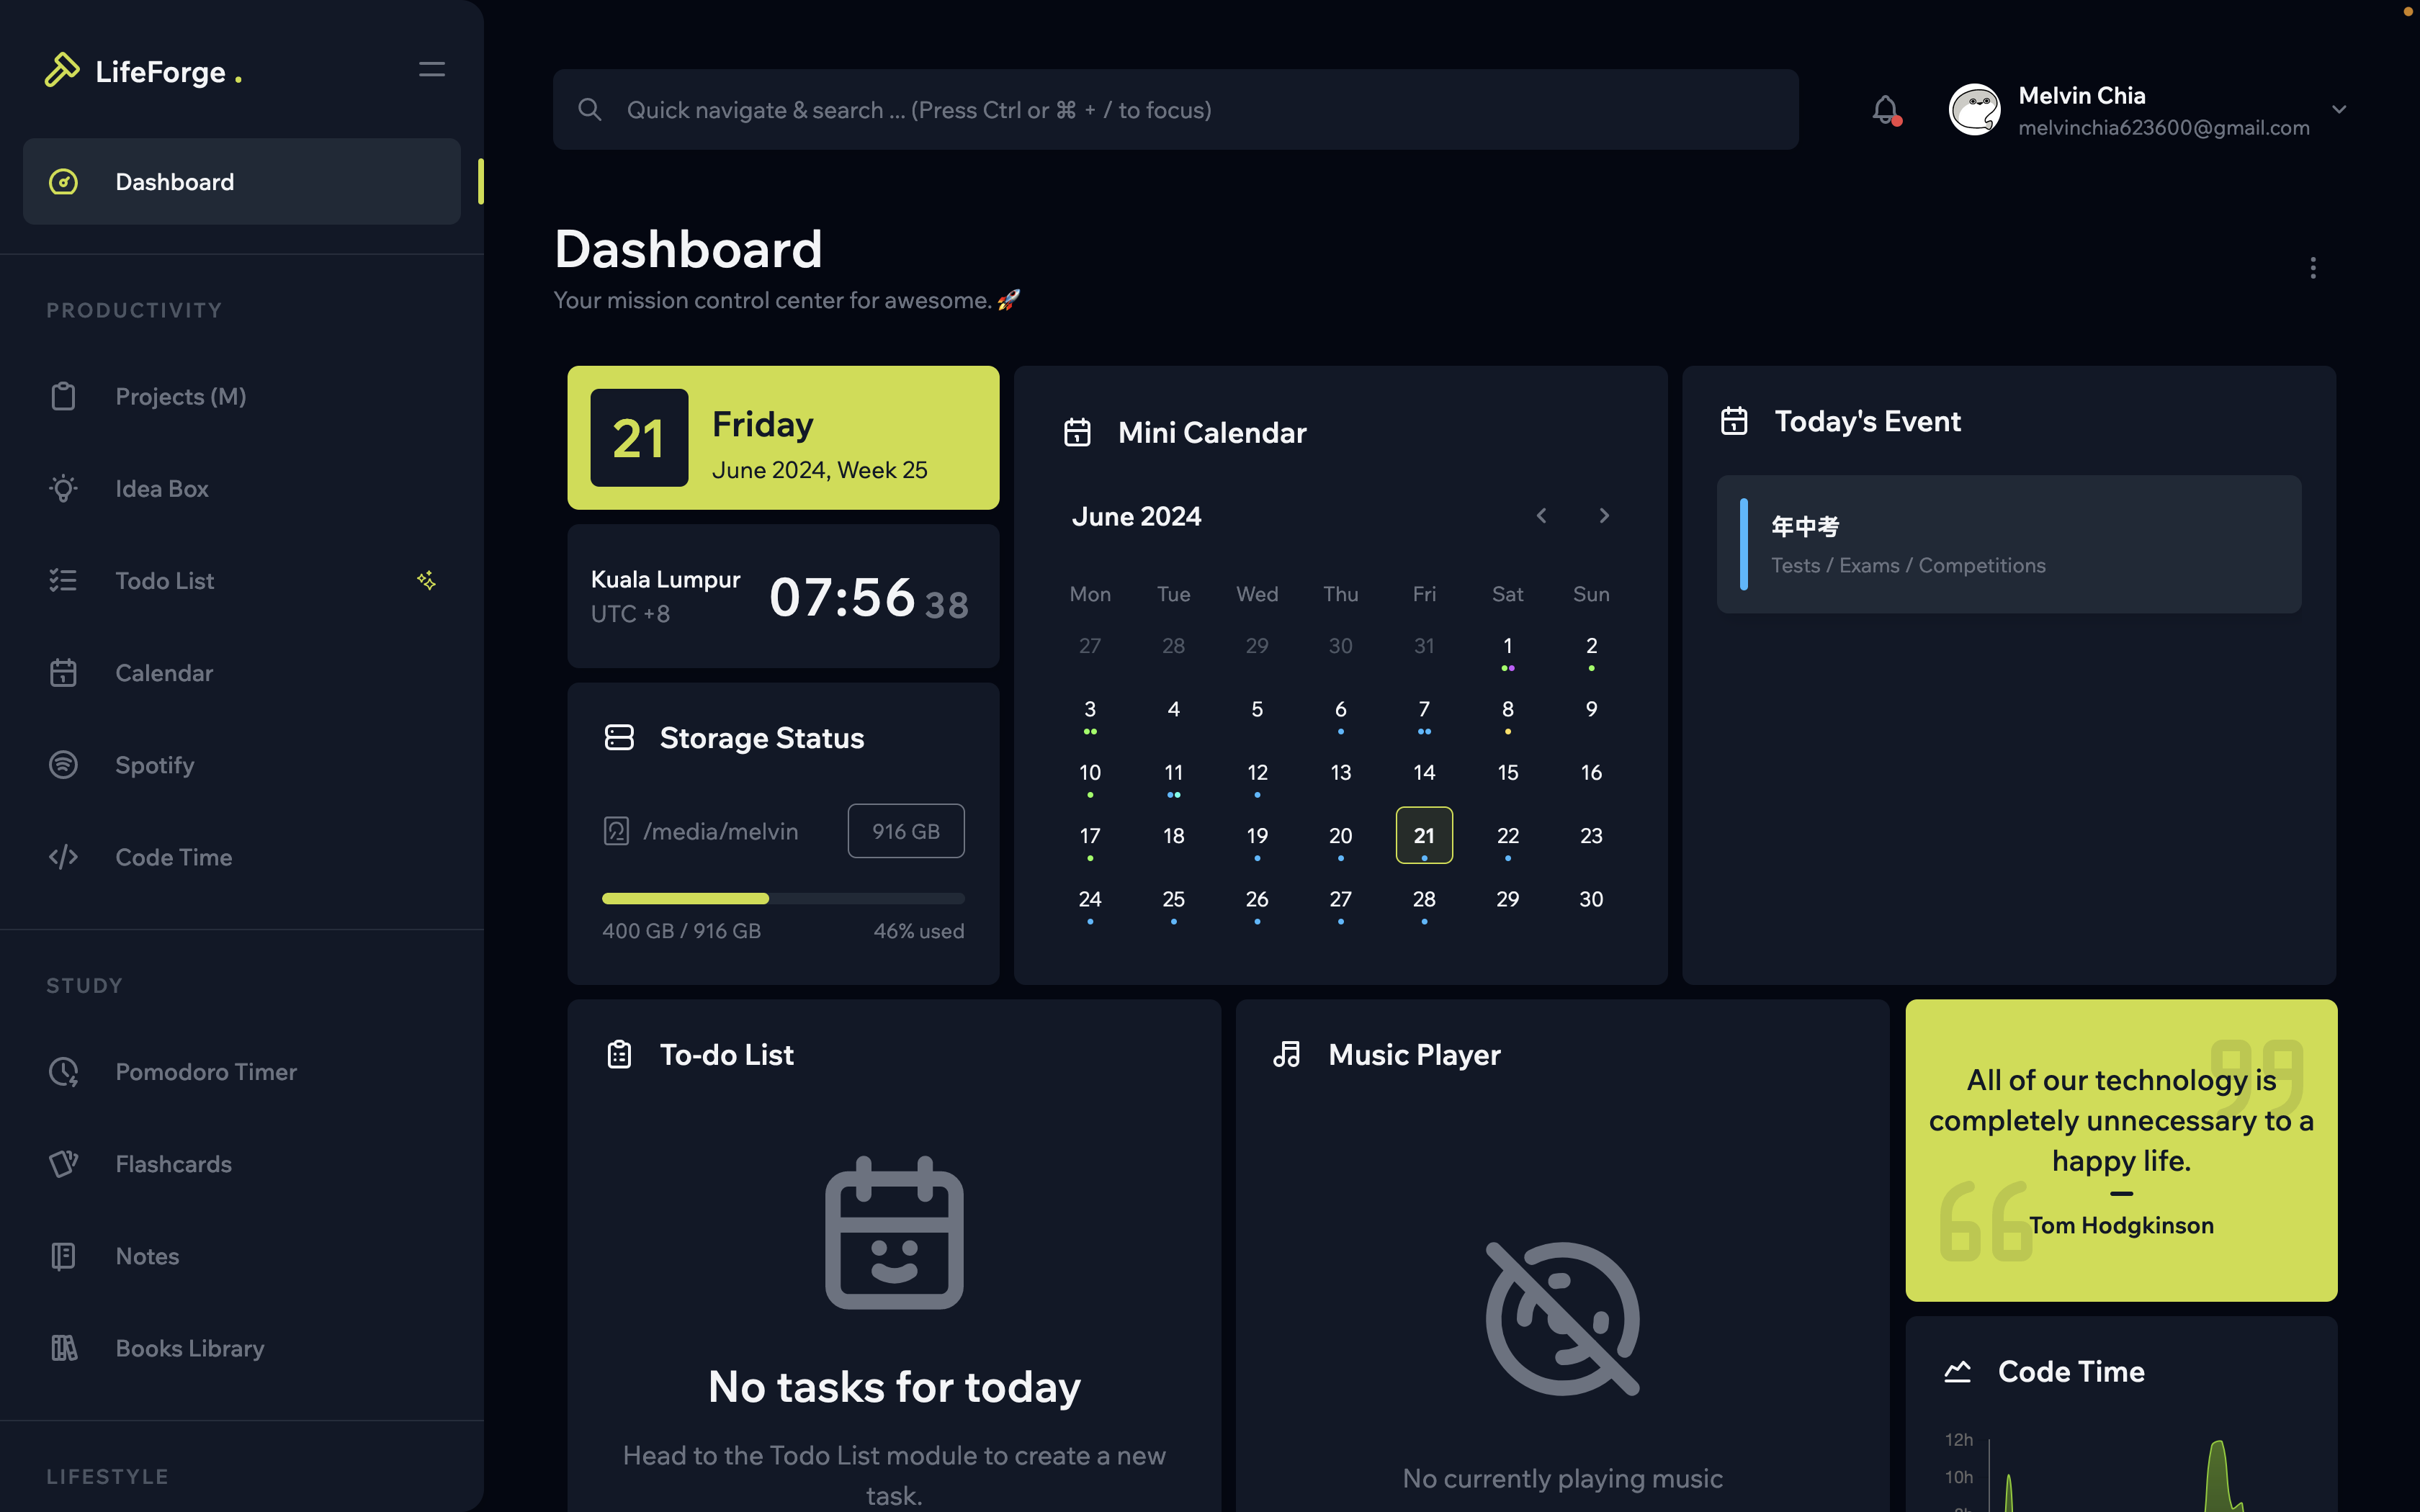 LifeForge .
Dashboard
PRODUCTIVITY
Projects (M)
Idea Box
Todo List
Calendar
Spotify
Code Time
STUDY
Pomodoro Timer
Flashcards
Notes
Books Library
LIFESTYLE
Quick navigate & search ... (Press Ctrl or ⌘ + / to focus)
Melvin Chia
melvinchia623600@gmail.com
Dashboard
Your mission control center for awesome. 🚀
21
Friday
June 2024, Week 25
Kuala Lumpur
UTC +8
07:56 38
Storage Status
/media/melvin
916 GB
400 GB / 916 GB 46% used
Mini Calendar
June 2024
Mon Tue Wed Thu Fri Sat Sun
27 28 29 30 31 1 2
3 4 5 6 7 8 9
10 11 12 13 14 15 16
17 18 19 20 21 22 23
24 25 26 27 28 29 30
Today's Event
年中考
Tests / Exams / Competitions
To-do List
No tasks for today
Head to the Todo List module to create a new
task.
Music Player
No currently playing music
All of our technology is
completely unnecessary to a
happy life.
Tom Hodgkinson
Code Time
12h
10h